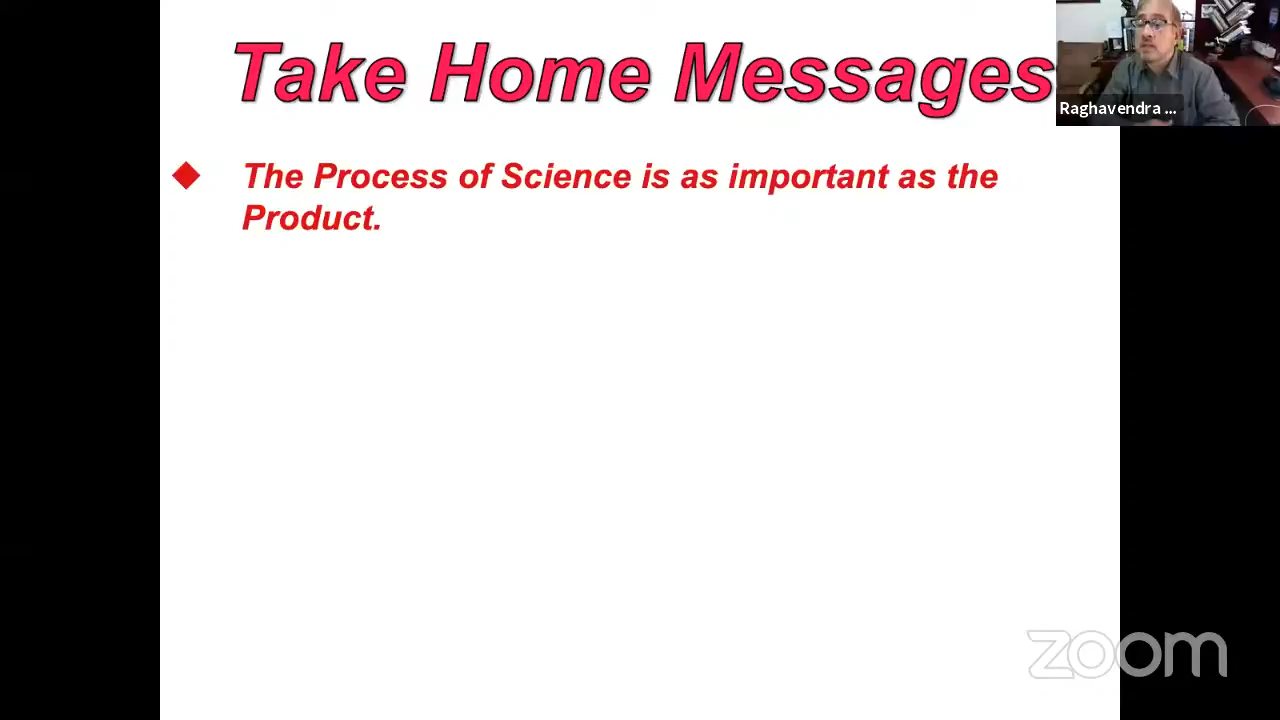 Take Home Messages
Raghavendra ...
The Process of Science is as important as the
Product.
zoom